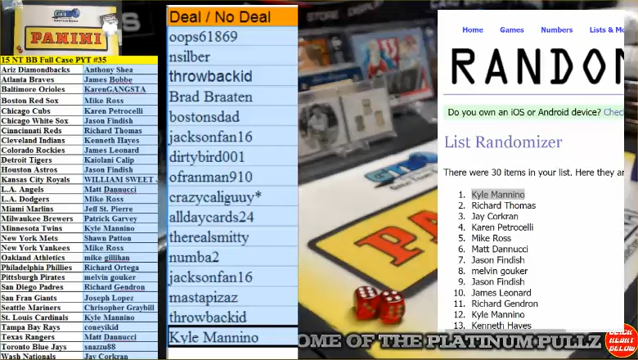 PANINI
15 NT BB Full Case PYT #35
Ariz Diamondbacks Anthony Shea
Atlanta Braves James Bobbe
Baltimore Orioles KarenGANGSTA
Boston Red Sox Mike Ross
Chicago Cubs Karen Petrocelli
Chicago White Sox Jason Findish
Cincinnati Reds Richard Thomas
Cleveland Indians Kenneth Hayes
Colorado Rockies James Leonard
Detroit Tigers Kaiolani Calip
Houston Astros Jason Findish
Kansas City Royals WILLIAM SWEET
L.A. Angels Matt Dannucci
L.A. Dodgers Mike Ross
Miami Marlins Jeff St. Pierre
Milwaukee Brewers Patrick Garvey
Minnesota Twins Kyle Mannino
New York Mets Shawn Patton
New York Yankees Mike Ross
Oakland Athletics mike gillihan
Philadelphia Phillies Richard Ortega
Pittsburgh Pirates melvin gouker
San Diego Padres Richard Gendron
San Fran Giants Joseph Lopez
Seattle Mariners Chrisopher Graybill
St. Louis Cardinals Kyle Mannino
Tampa Bay Rays coneyikid
Texas Rangers Matt Dannucci
Toronto Blue Jays snazzu88
Wash Nationals Jay Corkran
Deal / No Deal
oops61869
nsilber
throwbackid
Brad Braaten
bostonsdad
jacksonfan16
dirtybird001
ofranman910
crazycaliguuy*
alldaycards24
therealsmitty
numba2
jacksonfan16
mastapizaz
throwbackid
Kyle Mannino
Home Games Numbers Lists & M
RANDO
Do you own an iOS or Android device? Chec
List Randomizer
There were 30 items in your list. Here they ar
1. Kyle Mannino
2. Richard Thomas
3. Jay Corkran
4. Karen Petrocelli
5. Mike Ross
6. Matt Dannucci
7. Jason Findish
8. melvin gouker
9. Jason Findish
10. James Leonard
11. Richard Gendron
12. Kyle Mannino
13. Kenneth Hayes
OME OF THE PLATINUM PULLZ